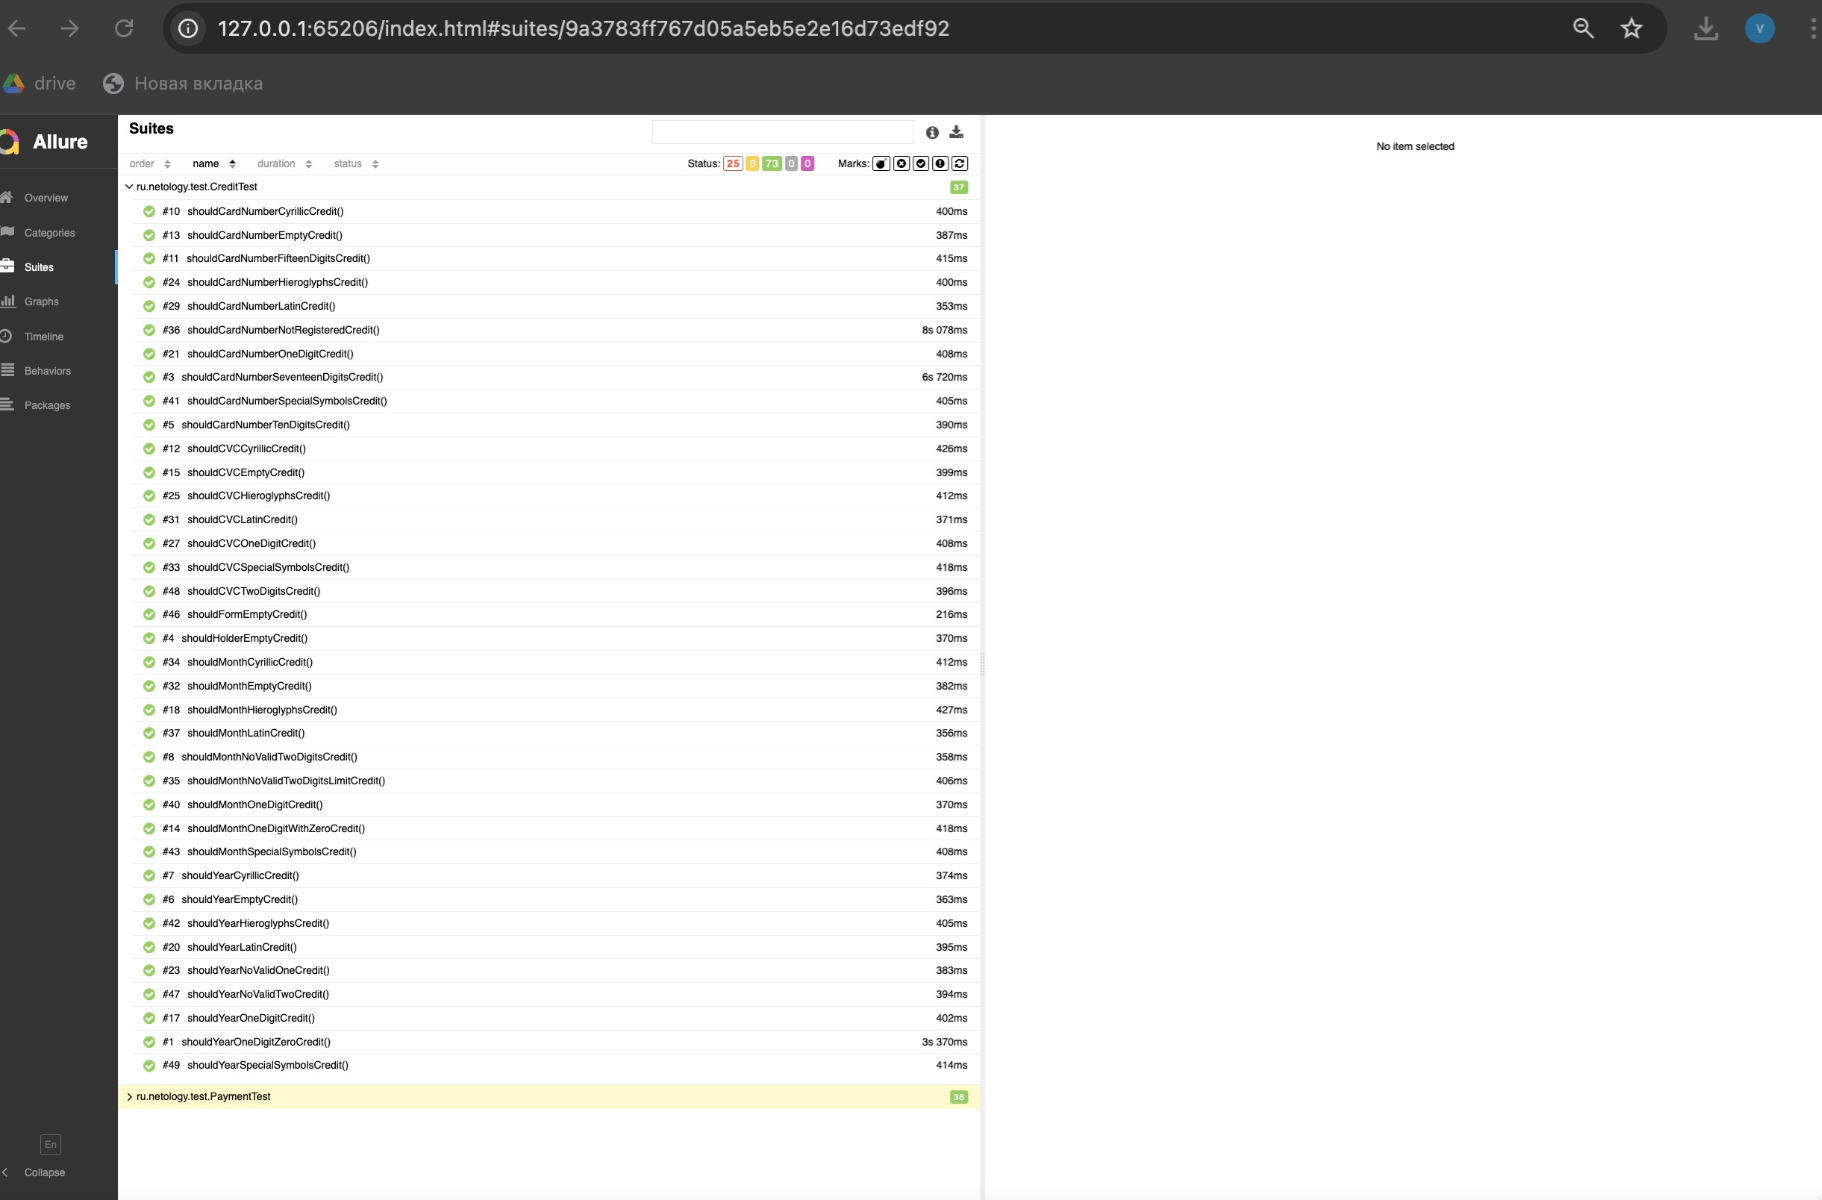 127.0.0.1:65206/index.html#suites/9a3783ff767d05a5eb5e2e16d73edf92
V
drive
Новая вкладка
Allure
Overview
Categories
Suites
Graphs
Timeline
Behaviors
Packages
En
Collapse
Suites
order name duration status Status: 25 0 73 0 0 Marks:
ru.netology.test.CreditTest 37
#10 shouldCardNumberCyrillicCredit() 400ms
#13 shouldCardNumberEmptyCredit() 387ms
#11 shouldCardNumberFifteenDigitsCredit() 415ms
#24 shouldCardNumberHieroglyphsCredit() 400ms
#29 shouldCardNumberLatinCredit() 353ms
#36 shouldCardNumberNotRegisteredCredit() 8s 078ms
#21 shouldCardNumberOneDigitCredit() 408ms
#3 shouldCardNumberSeventeenDigitsCredit() 6s 720ms
#41 shouldCardNumberSpecialSymbolsCredit() 405ms
#5 shouldCardNumberTenDigitsCredit() 390ms
#12 shouldCVCCyrillicCredit() 426ms
#15 shouldCVCEmptyCredit() 399ms
#25 shouldCVCHieroglyphsCredit() 412ms
#31 shouldCVCLatinCredit() 371ms
#27 shouldCVCOneDigitCredit() 408ms
#33 shouldCVCSpecialSymbolsCredit() 418ms
#48 shouldCVCTwoDigitsCredit() 396ms
#46 shouldFormEmptyCredit() 216ms
#4 shouldHolderEmptyCredit() 370ms
#34 shouldMonthCyrillicCredit() 412ms
#32 shouldMonthEmptyCredit() 382ms
#18 shouldMonthHieroglyphsCredit() 427ms
#37 shouldMonthLatinCredit() 356ms
#8 shouldMonthNoValidTwoDigitsCredit() 358ms
#35 shouldMonthNoValidTwoDigitsLimitCredit() 406ms
#40 shouldMonthOneDigitCredit() 370ms
#14 shouldMonthOneDigitWithZeroCredit() 418ms
#43 shouldMonthSpecialSymbolsCredit() 408ms
#7 shouldYearCyrillicCredit() 374ms
#6 shouldYearEmptyCredit() 363ms
#42 shouldYearHieroglyphsCredit() 405ms
#20 shouldYearLatinCredit() 395ms
#23 shouldYearNoValidOneCredit() 383ms
#47 shouldYearNoValidTwoCredit() 394ms
#17 shouldYearOneDigitCredit() 402ms
#1 shouldYearOneDigitZeroCredit() 3s 370ms
#49 shouldYearSpecialSymbolsCredit() 414ms
ru.netology.test.PaymentTest 36
No item selected